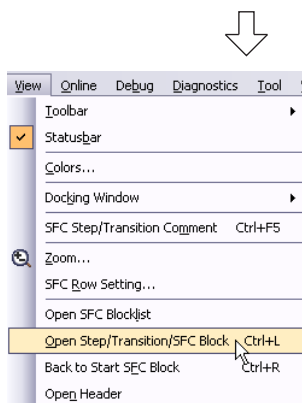 View Online Debug Diagnostics Tool
Toolbar
Statusbar
Colors...
Docking Window
SFC Step/Transition Comment Ctrl+F5
Zoom...
SFC Row Setting...
Open SFC Blocklist
Open Step/Transition/SFC Block Ctrl+L
Back to Start SFC Block Ctrl+R
Open Header